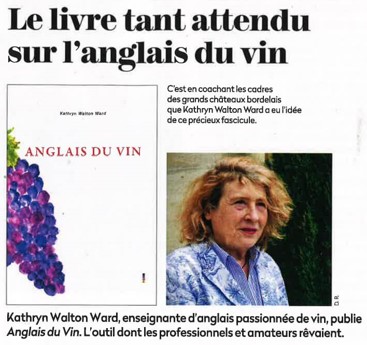 Le livre tant attendu
sur l'anglais du vin
C'est en coachant les cadres
des grands châteaux bordelais
que Kathryn Walton Ward a eu l'idée
de ce précieux fascicule.
Kathryn Walton Ward
ANGLAIS DU VIN
D.R.
Kathryn Walton Ward, enseignante d'anglais passionnée de vin, publie
Anglais du Vin. L'outil dont les professionnels et amateurs rêvaient.